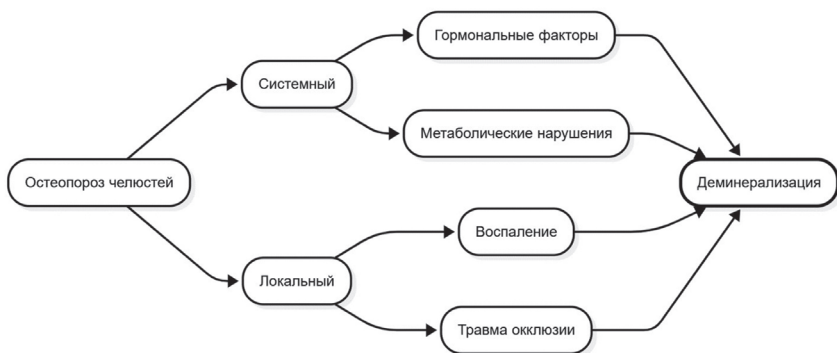 Остеопороз челюстей
Системный
Локальный
Гормональные факторы
Метаболические нарушения
Воспаление
Травма окклюзии
Деминерализация